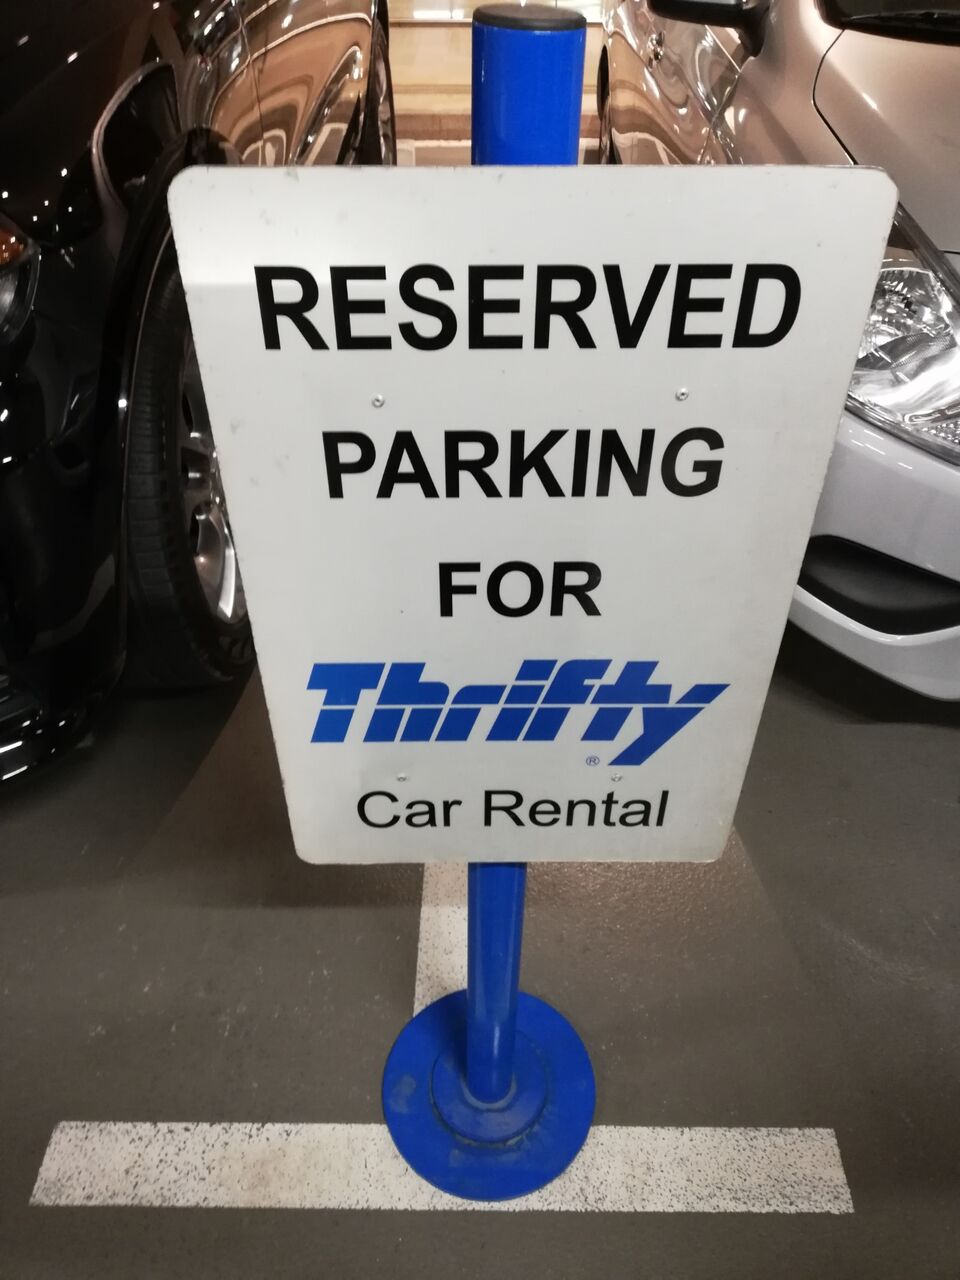 RESERVED
PARKING
FOR
Thrifty®
Car Rental